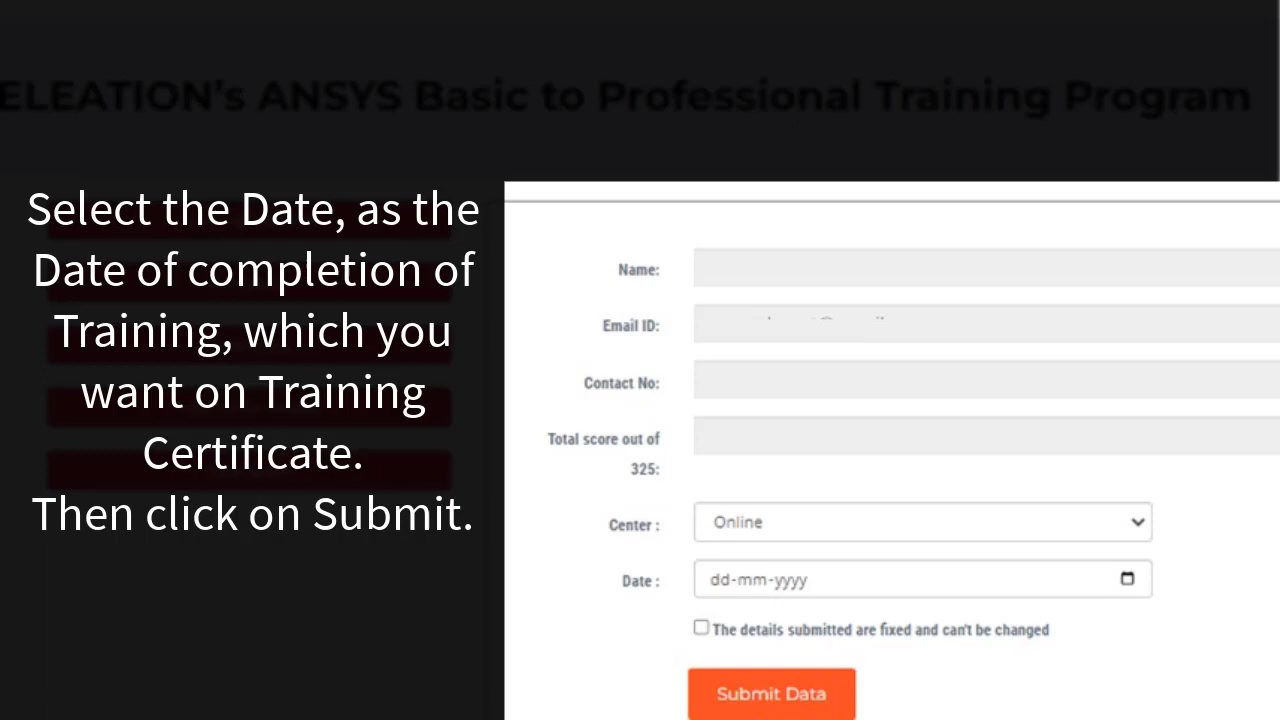 ELEATION's ANSYS Basic to Professional Training Program
Select the Date, as the
Date of completion of
Training, which you
want on Training
Certificate.
Then click on Submit.
Name:
Email ID:
Contact No:
Total score out of
325:
Center : Online
Date : dd-mm-yyyy
The details submitted are fixed and can't be changed
Submit Data